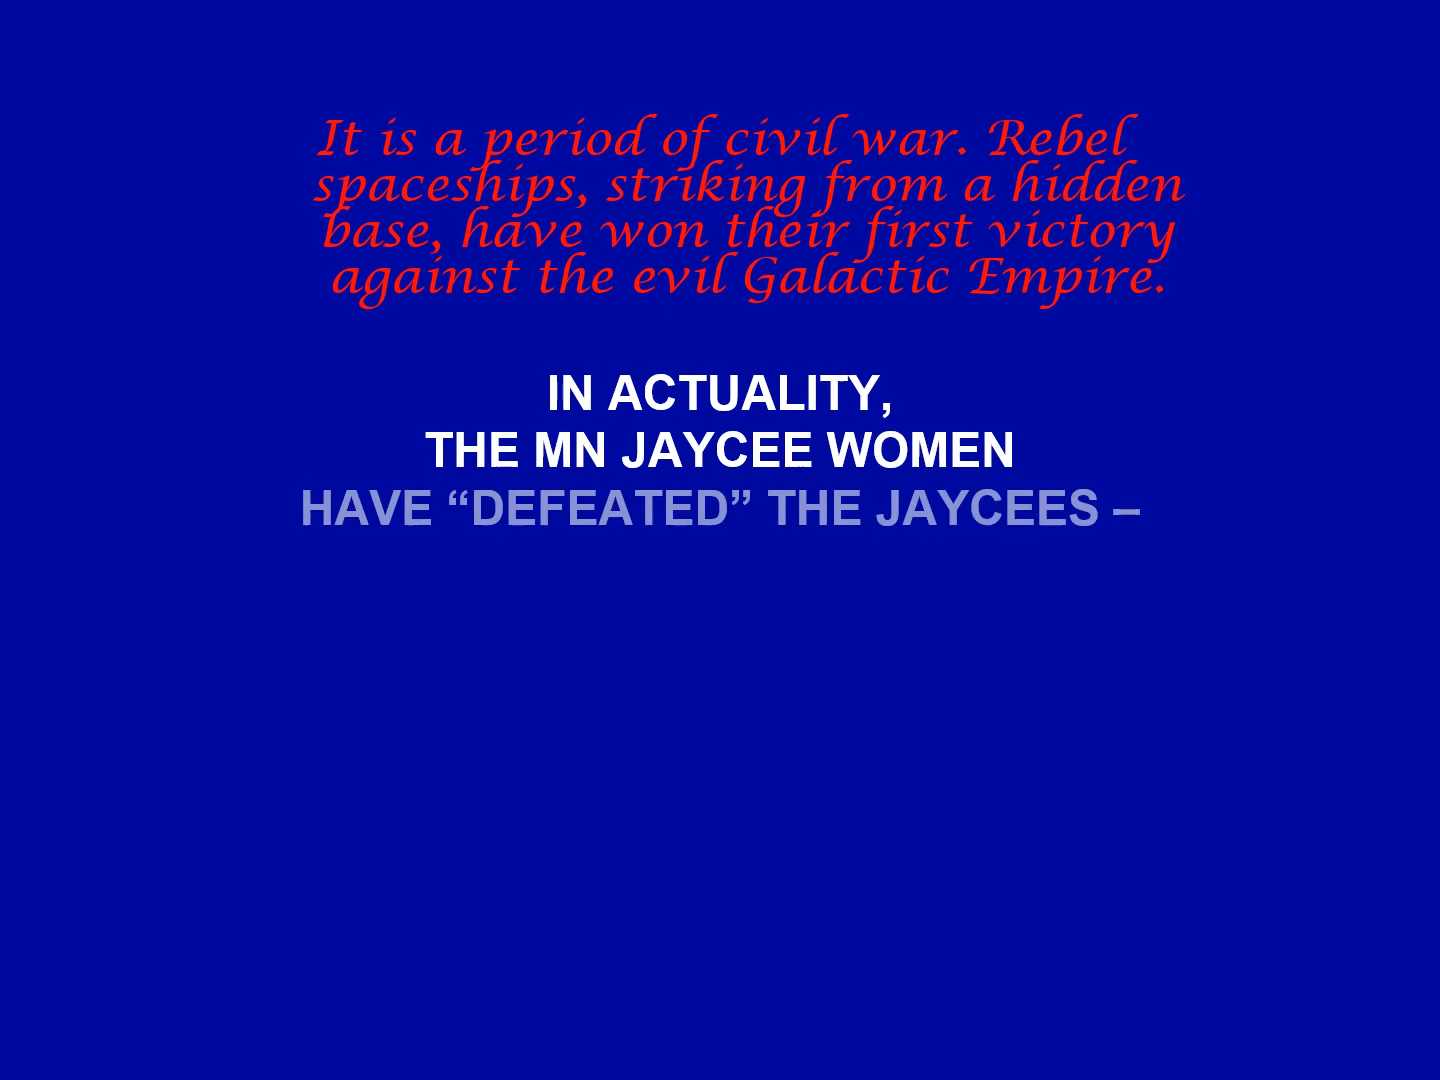 It is a period of civil war. Rebel
spaceships, striking from a hidden
base, have won their first victory
against the evil Galactic Empire.
IN ACTUALITY,
THE MN JAYCEE WOMEN
HAVE “DEFEATED” THE JAYCEES –